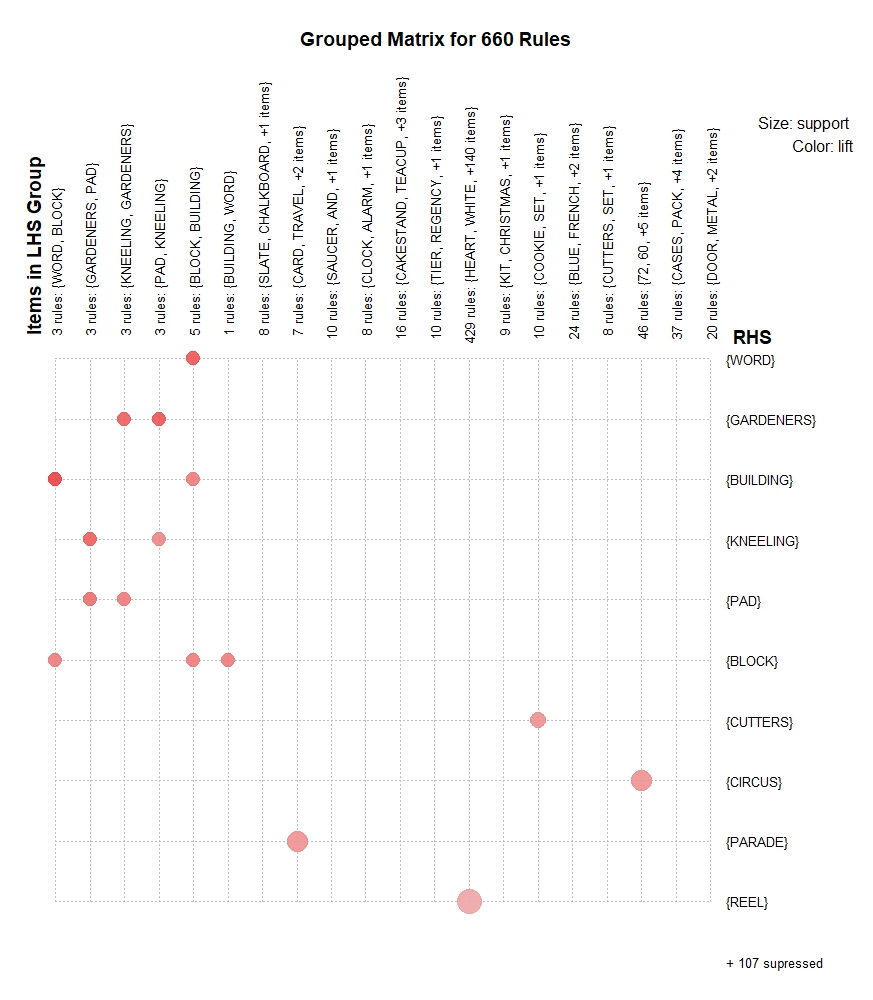 Grouped Matrix for 660 Rules
Size: support
Color: lift
Items in LHS Group
3 rules: {WORD, BLOCK}
3 rules: {GARDENERS, PAD}
3 rules: {KNEELING, GARDENERS}
3 rules: {PAD, KNEELING}
5 rules: {BLOCK, BUILDING}
1 rules: {BUILDING, WORD}
8 rules: {SLATE, CHALKBOARD, +1 items}
7 rules: {CARD, TRAVEL, +2 items}
10 rules: {SAUCER, AND, +1 items}
8 rules: {CLOCK, ALARM, +1 items}
16 rules: {CAKESTAND, TEACUP, +3 items}
10 rules: {TIER, REGENCY, +1 items}
429 rules: {HEART, WHITE, +140 items}
9 rules: {KIT, CHRISTMAS, +1 items}
10 rules: {COOKIE, SET, +1 items}
24 rules: {BLUE, FRENCH, +2 items}
8 rules: {CUTTERS, SET, +1 items}
46 rules: {72, 60, +5 items}
37 rules: {CASES, PACK, +4 items}
20 rules: {DOOR, METAL, +2 items}
RHS
{WORD}
{GARDENERS}
{BUILDING}
{KNEELING}
{PAD}
{BLOCK}
{CUTTERS}
{CIRCUS}
{PARADE}
{REEL}
+ 107 supressed